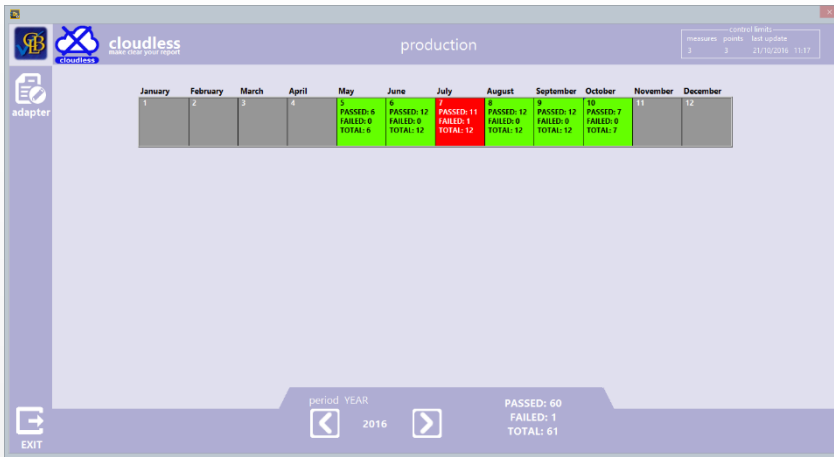 cloudless
cloudless
make clear your report
production
control limits
measures points last update
3 3 21/10/2016 11:17
adapter
January February March April May June July August September October November December
1 2 3 4 5 6 7 8 9 10 11 12
PASSED: 6 PASSED: 12 PASSED: 11 PASSED: 12 PASSED: 12 PASSED: 7
FAILED: 0 FAILED: 0 FAILED: 1 FAILED: 0 FAILED: 0 FAILED: 0
TOTAL: 6 TOTAL: 12 TOTAL: 12 TOTAL: 12 TOTAL: 12 TOTAL: 7
period YEAR
2016
PASSED: 60
FAILED: 1
TOTAL: 61
EXIT